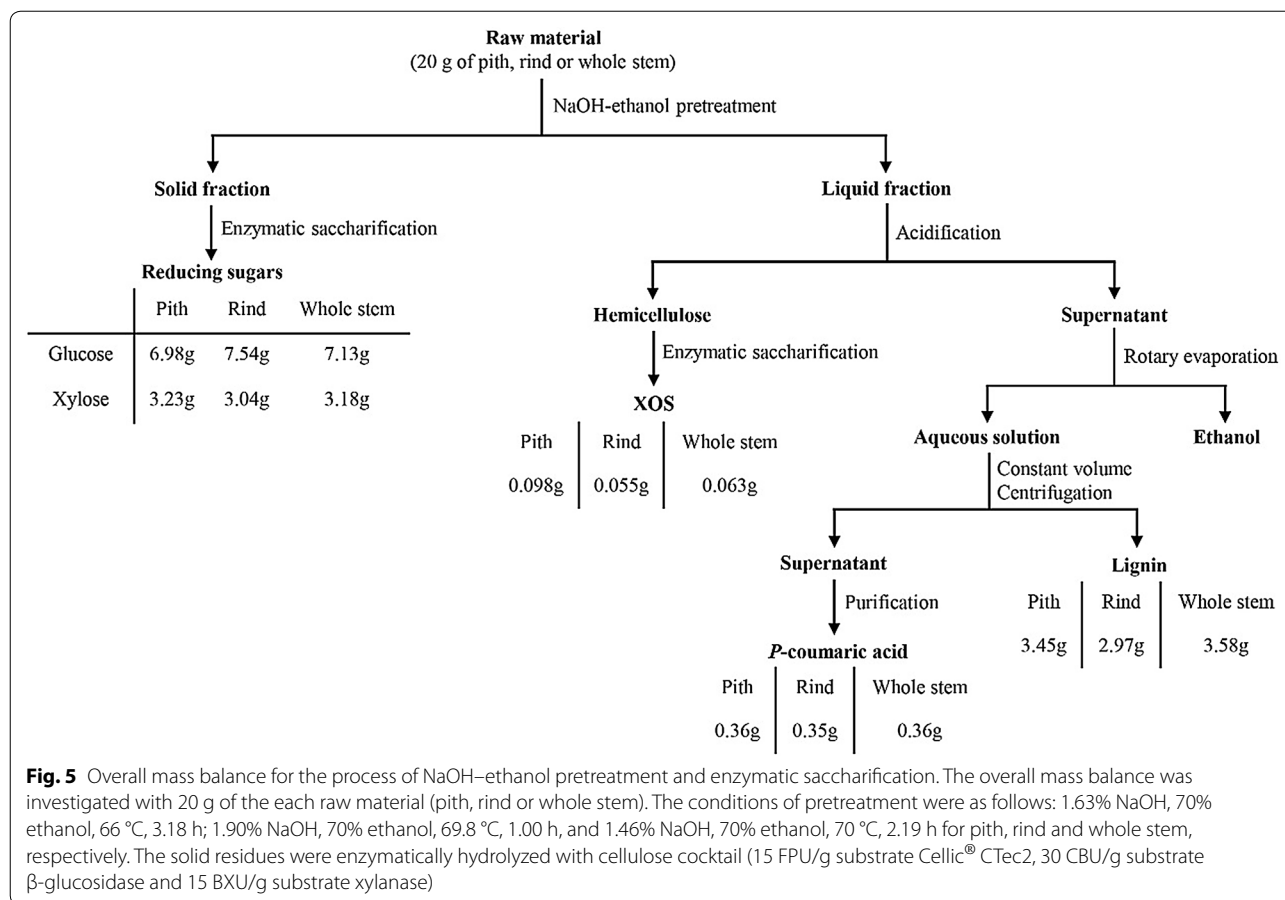 Raw material
(20 g of pith, rind or whole stem)
NaOH-ethanol pretreatment
Solid fraction
Liquid fraction
Enzymatic saccharification
Acidification
Reducing sugars
Pith Rind Whole stem
Glucose 6.98g 7.54g 7.13g
Xylose 3.23g 3.04g 3.18g
Hemicellulose
Supernatant
Enzymatic saccharification
Rotary evaporation
XOS
Pith Rind Whole stem
0.098g 0.055g 0.063g
Aqucous solution
Ethanol
Constant volume
Centrifugation
Supernatant
Lignin
Purification
Pith Rind Whole stem
3.45g 2.97g 3.58g
P-coumaric acid
Pith Rind Whole stem
0.36g 0.35g 0.36g
Fig. 5 Overall mass balance for the process of NaOH–ethanol pretreatment and enzymatic saccharification. The overall mass balance was
investigated with 20 g of the each raw material (pith, rind or whole stem). The conditions of pretreatment were as follows: 1.63% NaOH, 70%
ethanol, 66 °C, 3.18 h; 1.90% NaOH, 70% ethanol, 69.8 °C, 1.00 h, and 1.46% NaOH, 70% ethanol, 70 °C, 2.19 h for pith, rind and whole stem,
respectively. The solid residues were enzymatically hydrolyzed with cellulose cocktail (15 FPU/g substrate Cellic® CTec2, 30 CBU/g substrate
β-glucosidase and 15 BXU/g substrate xylanase)